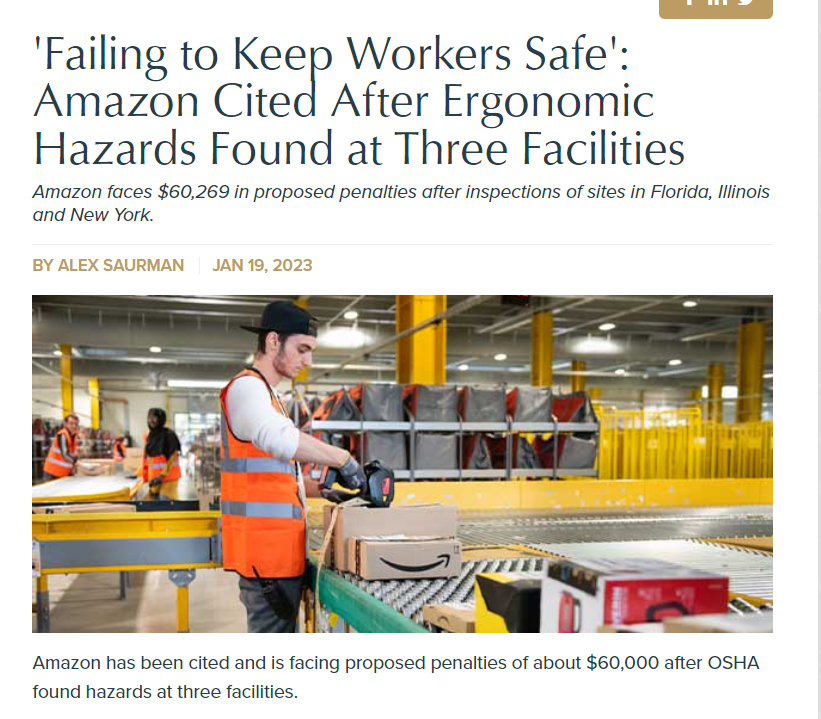 'Failing to Keep Workers Safe':
Amazon Cited After Ergonomic
Hazards Found at Three Facilities
Amazon faces $60,269 in proposed penalties after inspections of sites in Florida, Illinois
and New York.
BY ALEX SAURMAN JAN 19, 2023
Amazon has been cited and is facing proposed penalties of about $60,000 after OSHA
found hazards at three facilities.